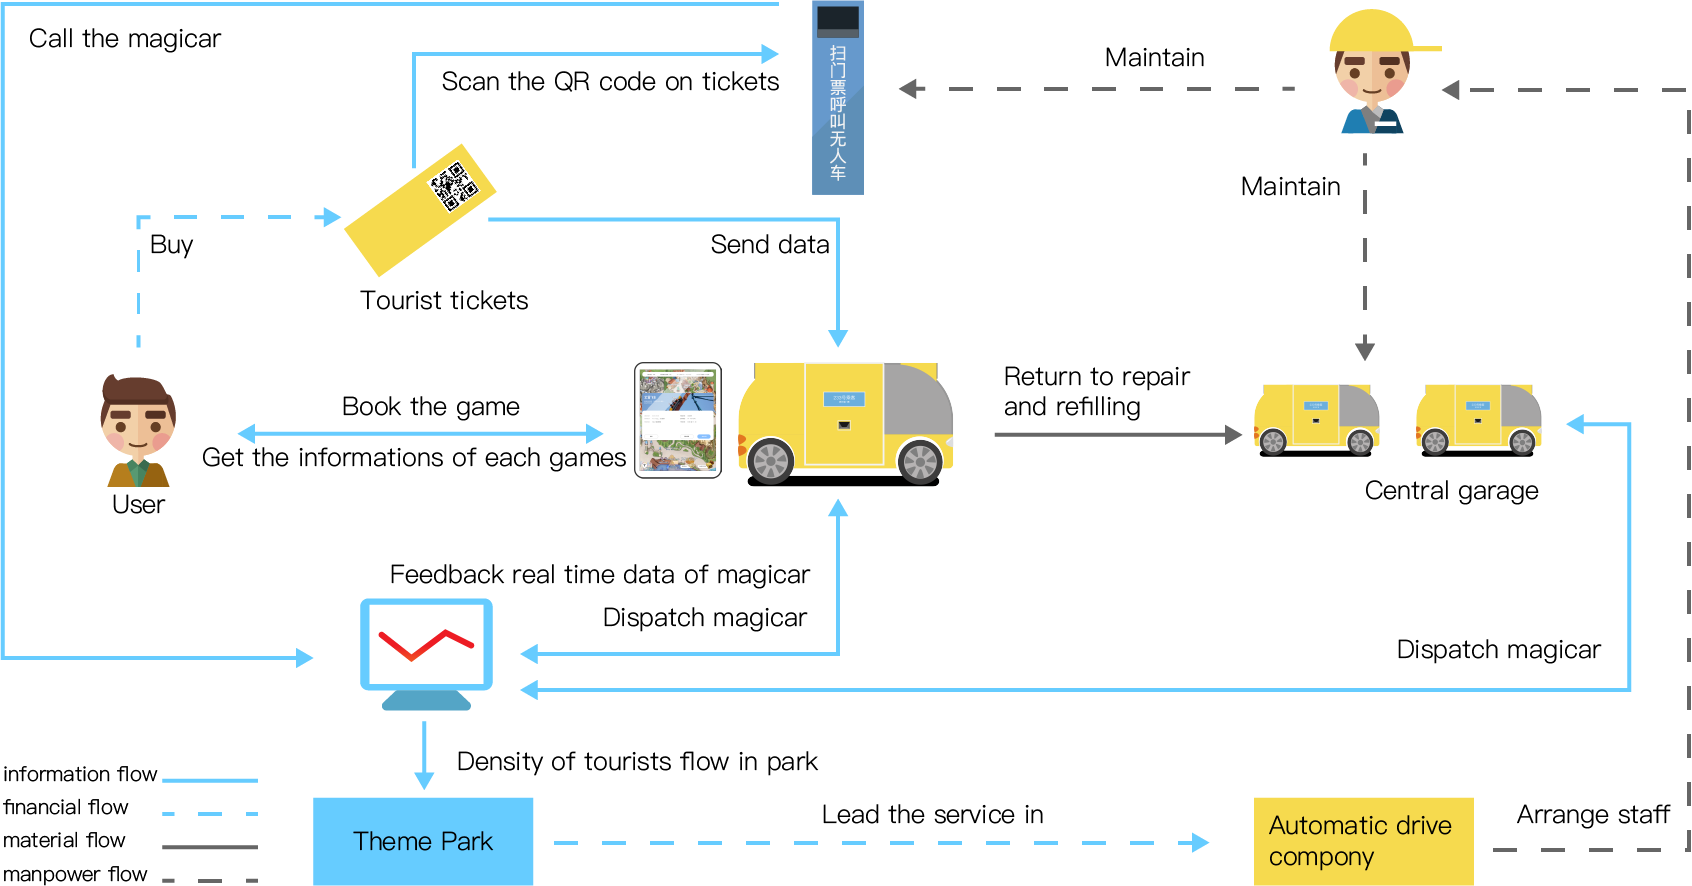 Call the magicar
Scan the QR code on tickets
扫门票呼叫无人车
Maintain
Maintain
Buy
Send data
Tourist tickets
Return to repair
and refilling
Book the game
Get the informations of each games
User
Central garage
Feedback real time data of magicar
Dispatch magicar
Dispatch magicar
Density of tourists flow in park
information flow
financial flow
material flow
manpower flow
Theme Park
Lead the service in
Automatic drive
compony
Arrange staff